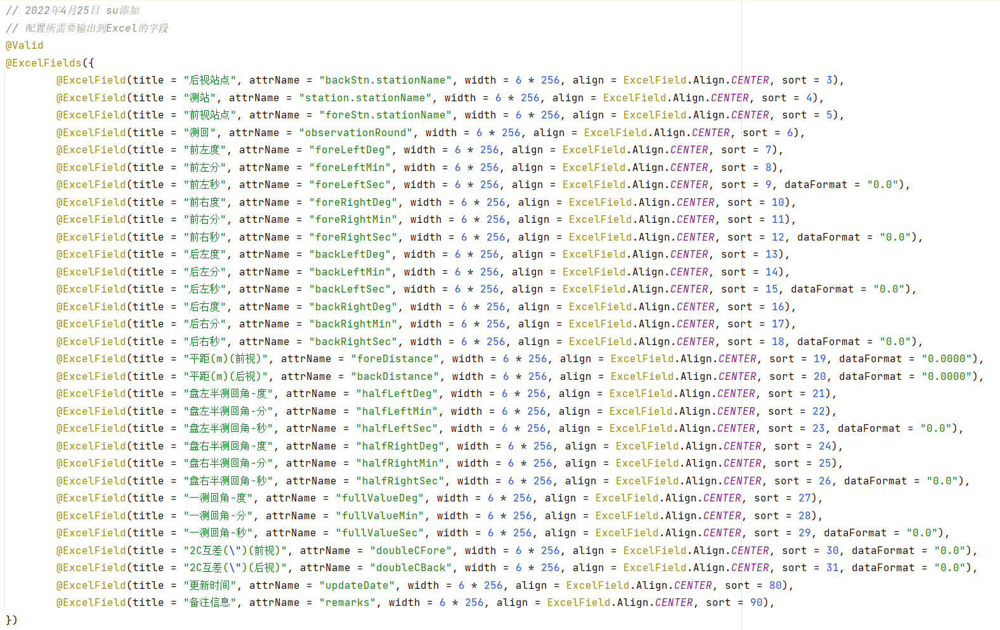 // 2022年4月25日 su添加
// 配置所需要输出到Excel的字段
@Valid
@ExcelFields({
@ExcelField(title = "后视站点", attrName = "backStn.stationName", width = 6 * 256, align = ExcelField.Align.CENTER, sort = 3),
@ExcelField(title = "测站", attrName = "station.stationName", width = 6 * 256, align = ExcelField.Align.CENTER, sort = 4),
@ExcelField(title = "前视站点", attrName = "foreStn.stationName", width = 6 * 256, align = ExcelField.Align.CENTER, sort = 5),
@ExcelField(title = "测回", attrName = "observationRound", width = 6 * 256, align = ExcelField.Align.CENTER, sort = 6),
@ExcelField(title = "前左度", attrName = "foreLeftDeg", width = 6 * 256, align = ExcelField.Align.CENTER, sort = 7),
@ExcelField(title = "前左分", attrName = "foreLeftMin", width = 6 * 256, align = ExcelField.Align.CENTER, sort = 8),
@ExcelField(title = "前左秒", attrName = "foreLeftSec", width = 6 * 256, align = ExcelField.Align.CENTER, sort = 9, dataFormat = "0.0"),
@ExcelField(title = "前右度", attrName = "foreRightDeg", width = 6 * 256, align = ExcelField.Align.CENTER, sort = 10),
@ExcelField(title = "前右分", attrName = "foreRightMin", width = 6 * 256, align = ExcelField.Align.CENTER, sort = 11),
@ExcelField(title = "前右秒", attrName = "foreRightSec", width = 6 * 256, align = ExcelField.Align.CENTER, sort = 12, dataFormat = "0.0"),
@ExcelField(title = "后左度", attrName = "backLeftDeg", width = 6 * 256, align = ExcelField.Align.CENTER, sort = 13),
@ExcelField(title = "后左分", attrName = "backLeftMin", width = 6 * 256, align = ExcelField.Align.CENTER, sort = 14),
@ExcelField(title = "后左秒", attrName = "backLeftSec", width = 6 * 256, align = ExcelField.Align.CENTER, sort = 15, dataFormat = "0.0"),
@ExcelField(title = "后右度", attrName = "backRightDeg", width = 6 * 256, align = ExcelField.Align.CENTER, sort = 16),
@ExcelField(title = "后右分", attrName = "backRightMin", width = 6 * 256, align = ExcelField.Align.CENTER, sort = 17),
@ExcelField(title = "后右秒", attrName = "backRightSec", width = 6 * 256, align = ExcelField.Align.CENTER, sort = 18, dataFormat = "0.0"),
@ExcelField(title = "平距(m)(前视)", attrName = "foreDistance", width = 6 * 256, align = ExcelField.Align.CENTER, sort = 19, dataFormat = "0.0000"),
@ExcelField(title = "平距(m)(后视)", attrName = "backDistance", width = 6 * 256, align = ExcelField.Align.CENTER, sort = 20, dataFormat = "0.0000"),
@ExcelField(title = "盘左半测回角-度", attrName = "halfLeftDeg", width = 6 * 256, align = ExcelField.Align.CENTER, sort = 21),
@ExcelField(title = "盘左半测回角-分", attrName = "halfLeftMin", width = 6 * 256, align = ExcelField.Align.CENTER, sort = 22),
@ExcelField(title = "盘左半测回角-秒", attrName = "halfLeftSec", width = 6 * 256, align = ExcelField.Align.CENTER, sort = 23, dataFormat = "0.0"),
@ExcelField(title = "盘右半测回角-度", attrName = "halfRightDeg", width = 6 * 256, align = ExcelField.Align.CENTER, sort = 24),
@ExcelField(title = "盘右半测回角-分", attrName = "halfRightMin", width = 6 * 256, align = ExcelField.Align.CENTER, sort = 25),
@ExcelField(title = "盘右半测回角-秒", attrName = "halfRightSec", width = 6 * 256, align = ExcelField.Align.CENTER, sort = 26, dataFormat = "0.0"),
@ExcelField(title = "一测回角-度", attrName = "fullValueDeg", width = 6 * 256, align = ExcelField.Align.CENTER, sort = 27),
@ExcelField(title = "一测回角-分", attrName = "fullValueMin", width = 6 * 256, align = ExcelField.Align.CENTER, sort = 28),
@ExcelField(title = "一测回角-秒", attrName = "fullValueSec", width = 6 * 256, align = ExcelField.Align.CENTER, sort = 29, dataFormat = "0.0"),
@ExcelField(title = "2C互差(\")(前视)", attrName = "doubleCFore", width = 6 * 256, align = ExcelField.Align.CENTER, sort = 30, dataFormat = "0.0"),
@ExcelField(title = "2C互差(\")(后视)", attrName = "doubleCBack", width = 6 * 256, align = ExcelField.Align.CENTER, sort = 31, dataFormat = "0.0"),
@ExcelField(title = "更新时间", attrName = "updateDate", width = 6 * 256, align = ExcelField.Align.CENTER, sort = 80),
@ExcelField(title = "备注信息", attrName = "remarks", width = 6 * 256, align = ExcelField.Align.CENTER, sort = 90),
})